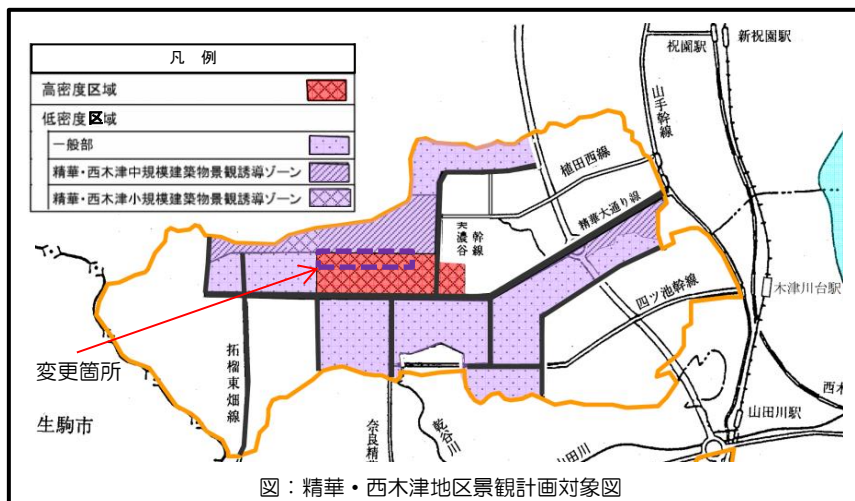 凡 例
高密度区域
低密度区域
一般部
精華・西木津中規模建築物景観誘導ゾーン
精華・西木津小規模建築物景観誘導ゾーン
新祝園駅
祝園駅
山手幹線
植田西線
精華大通り線
美濃谷
幹線
四ツ池幹線
木津川台駅
変更箇所
拓榴東畑線
生駒市
奈良精
乾谷川
山田川
山田川駅
西木
図：精華・西木津地区景観計画対象図